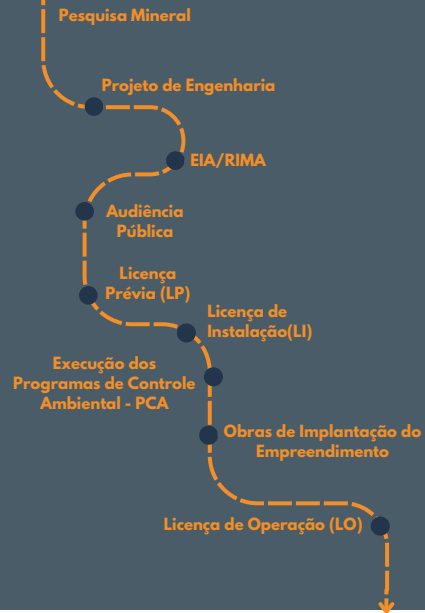 Pesquisa Mineral
Projeto de Engenharia
EIA/RIMA
Audiência
Pública
Licença
Prévia (LP)
Licença de
Instalação(LI)
Execução dos
Programas de Controle
Ambiental - PCA
Obras de Implantação do
Empreendimento
Licença de Operação (LO)